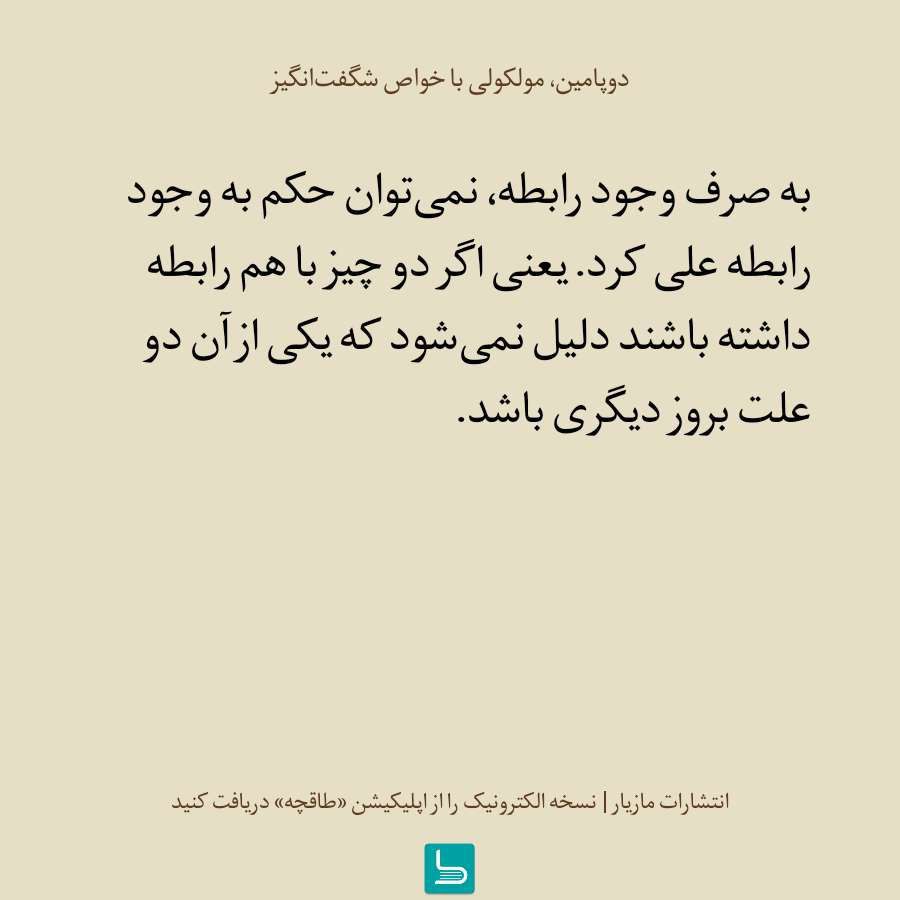 دوپامین، مولکولی با خواص شگفت‌انگیز
به صرف وجود رابطه، نمی‌توان حکم به وجود
رابطه علی کرد. یعنی اگر دو چیز با هم رابطه
داشته باشند دلیل نمی‌شود که یکی از آن دو
علت بروز دیگری باشد.
انتشارات مازیار | نسخه الکترونیک را از اپلیکیشن «طاقچه» دریافت کنید